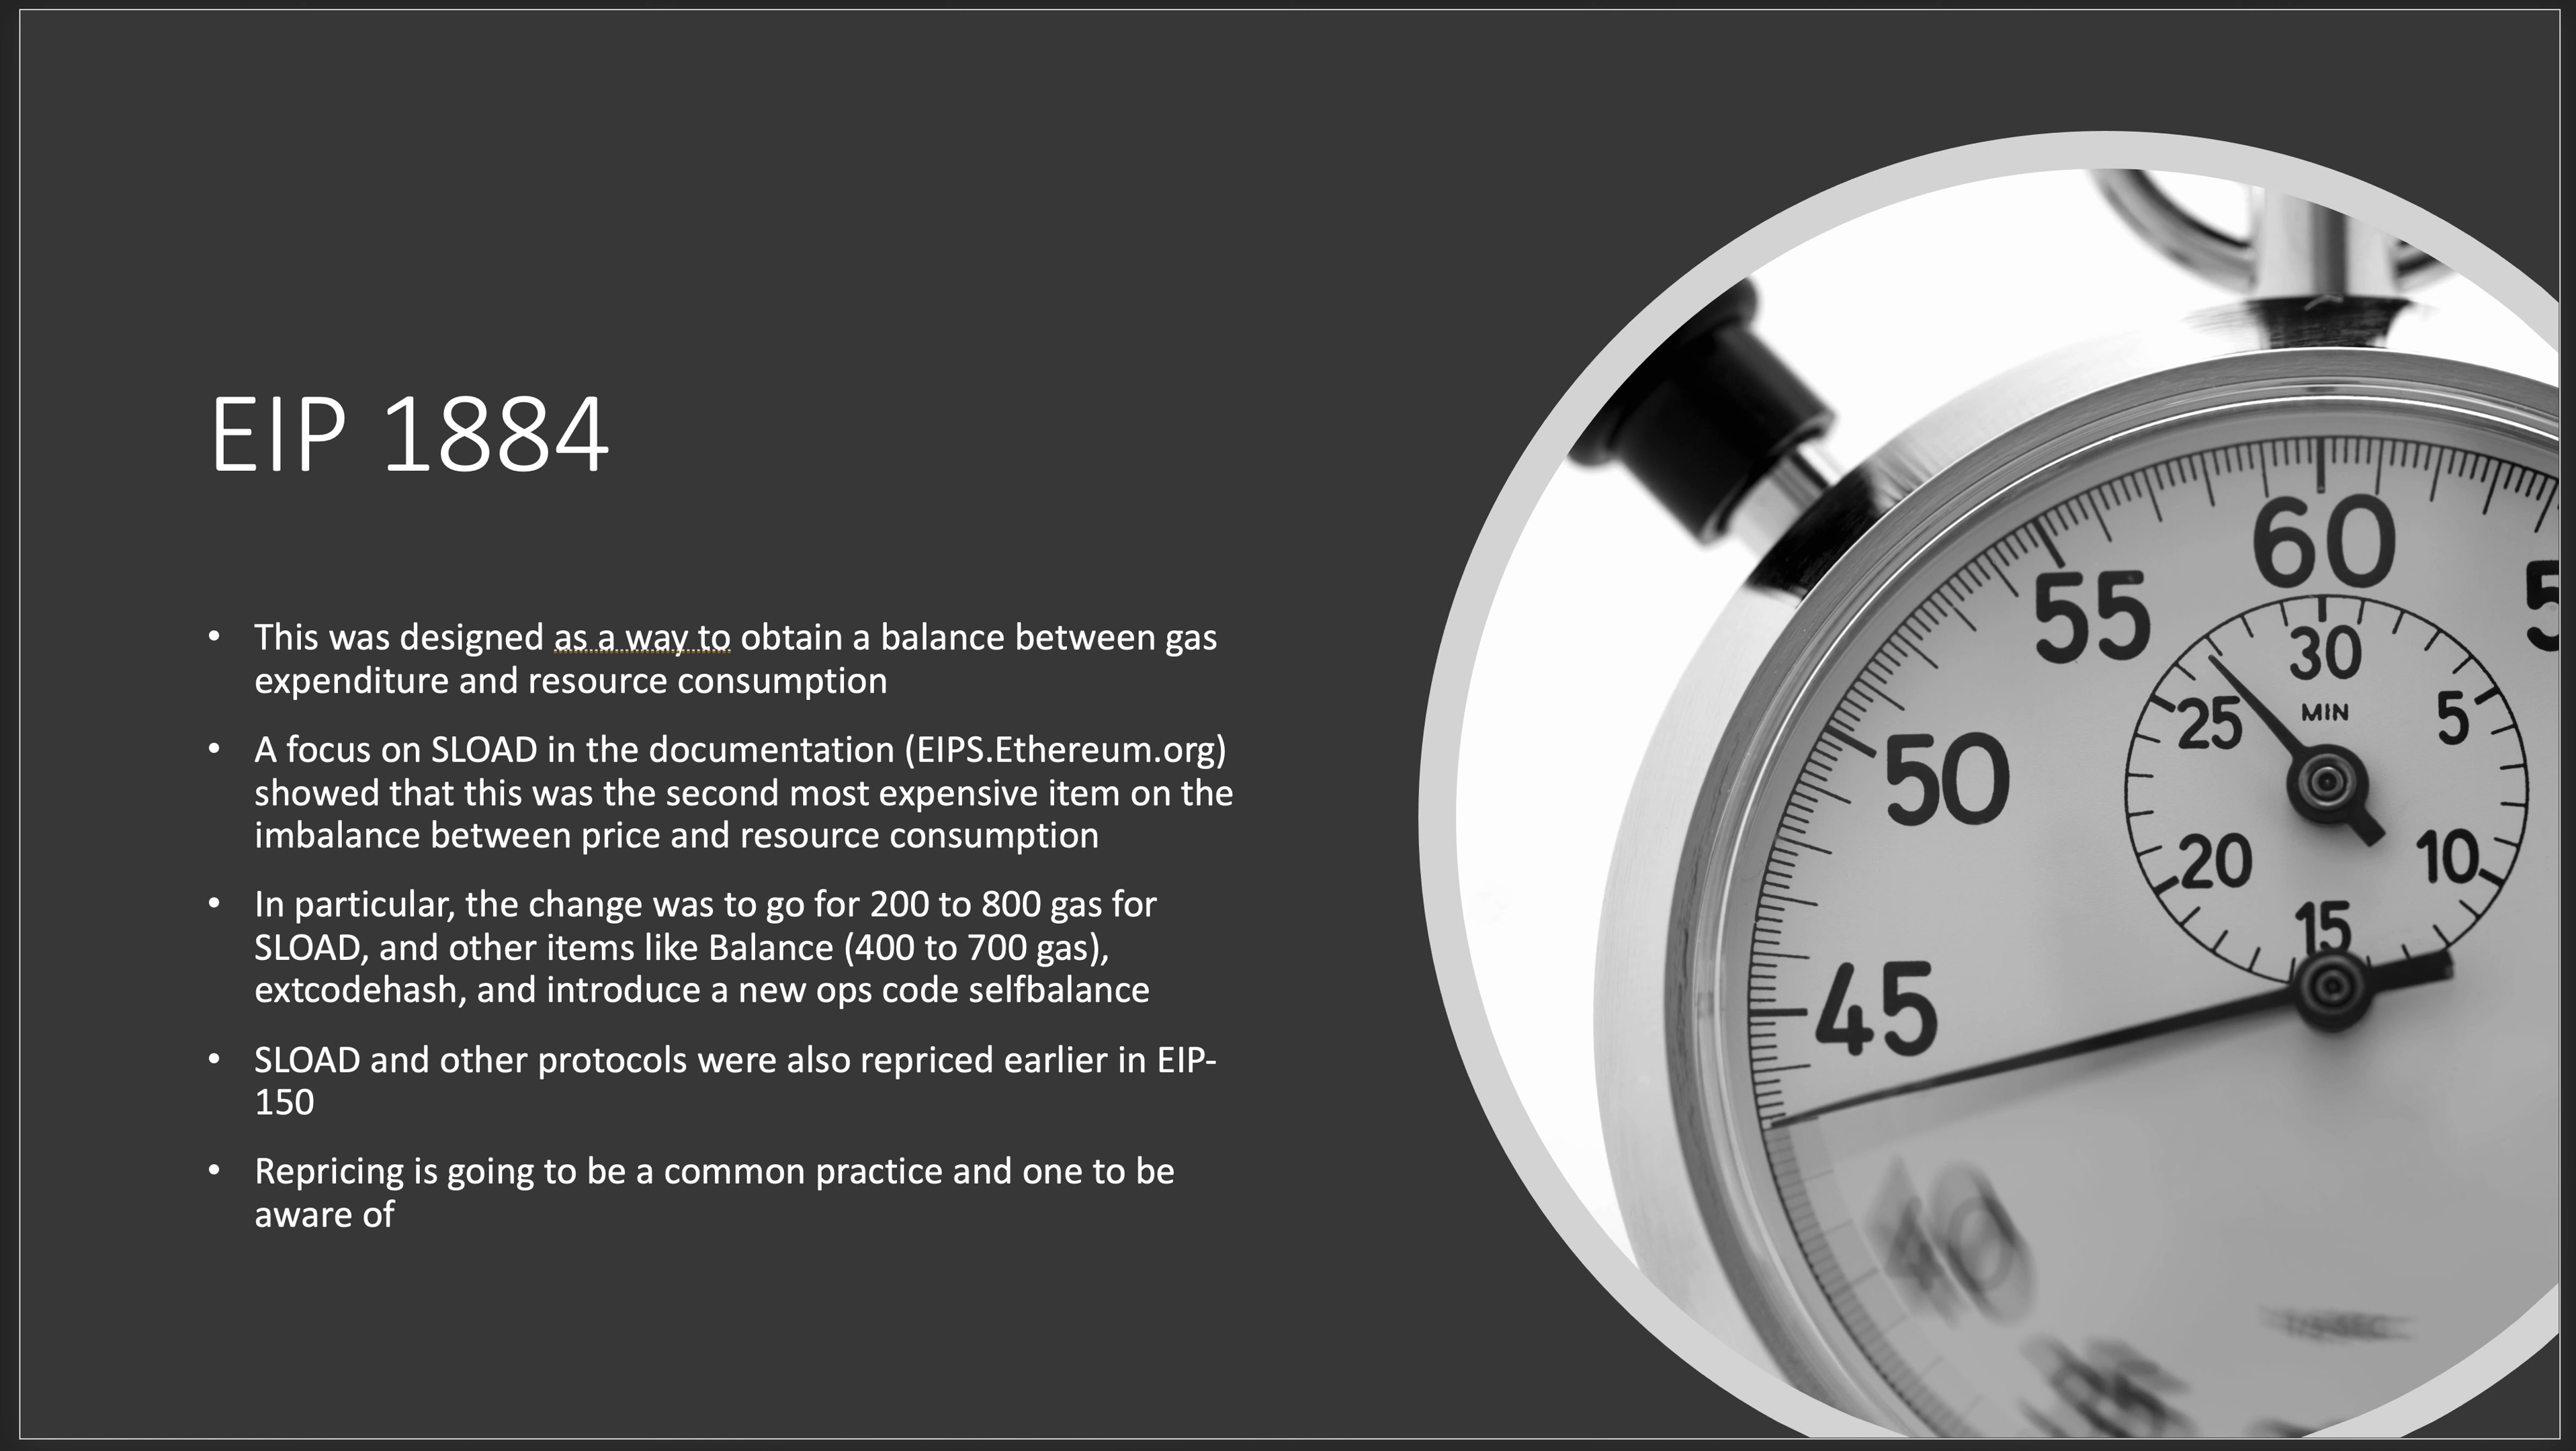 EIP 1884
• This was designed as a way to obtain a balance between gas
expenditure and resource consumption
• A focus on SLOAD in the documentation (EIPS.Ethereum.org)
showed that this was the second most expensive item on the
imbalance between price and resource consumption
• In particular, the change was to go for 200 to 800 gas for
SLOAD, and other items like Balance (400 to 700 gas),
extcodehash, and introduce a new ops code selfbalance
• SLOAD and other protocols were also repriced earlier in EIP-
150
• Repricing is going to be a common practice and one to be
aware of
60
55
50
45
40
30
MIN
25
5
20
10
15